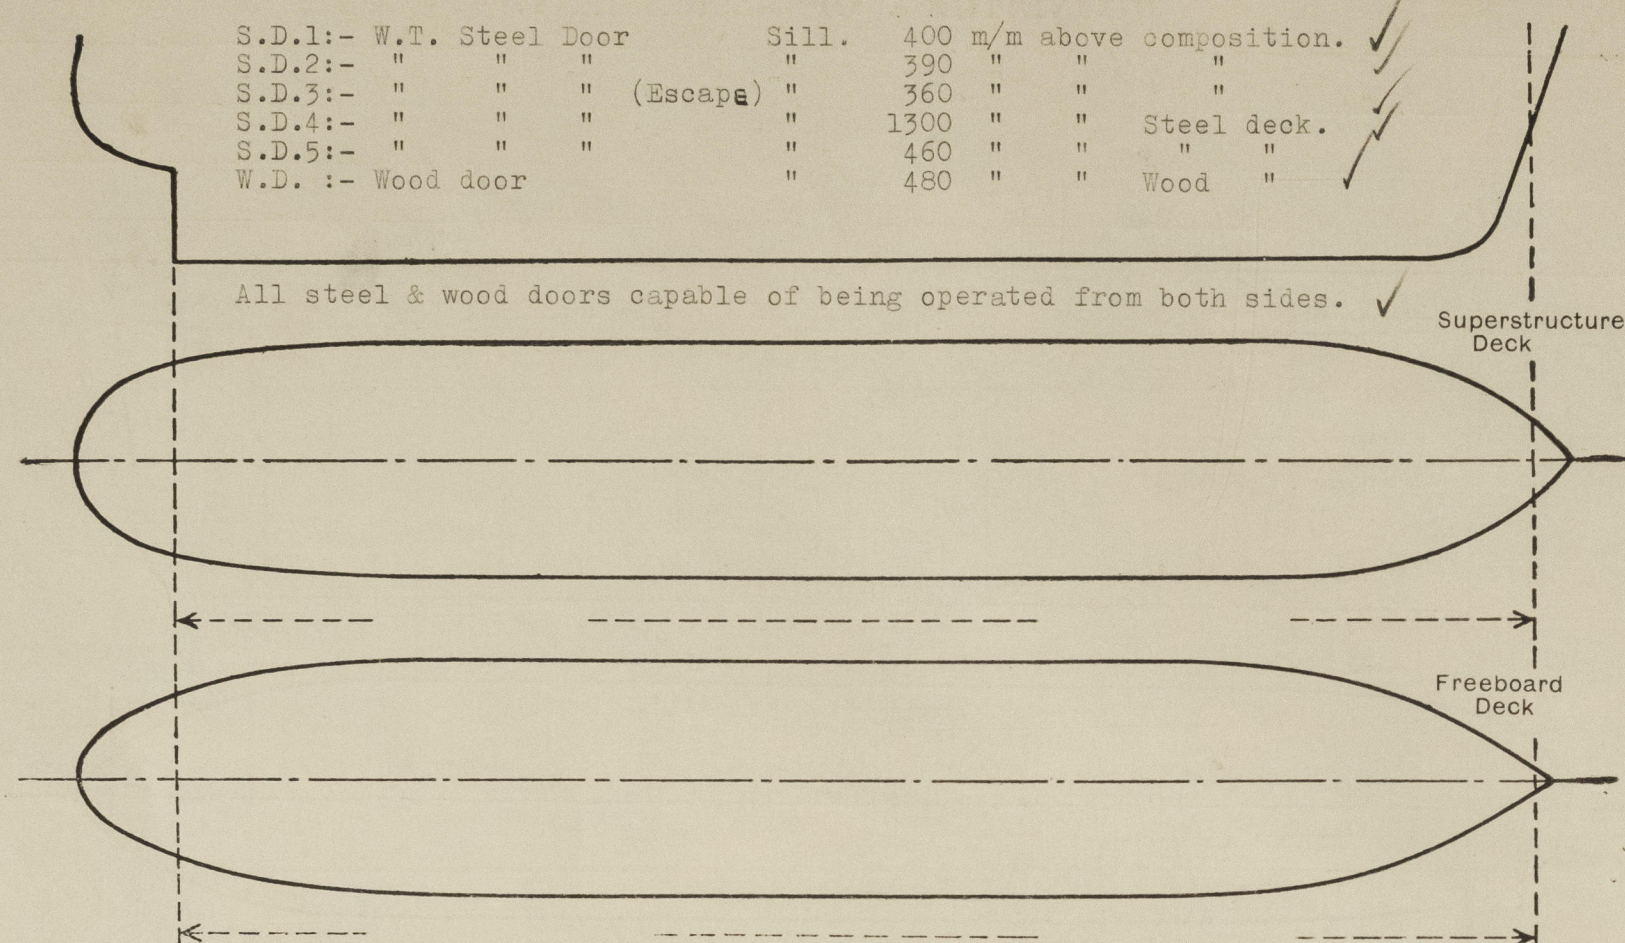 S.D.1:- W.T. Steel Door Sill. 400 m/m above composition.
S.D.2:- " " " " 390 " " "
S.D.3:- " " " (Escape) " 360 " " "
S.D.4:- " " " " 1300 " " Steel deck.
S.D.5:- " " " " 460 " " " "
W.D. :- Wood door " 480 " " Wood "
All steel & wood doors capable of being operated from both sides.
Superstructure
Deck
Freeboard
Deck